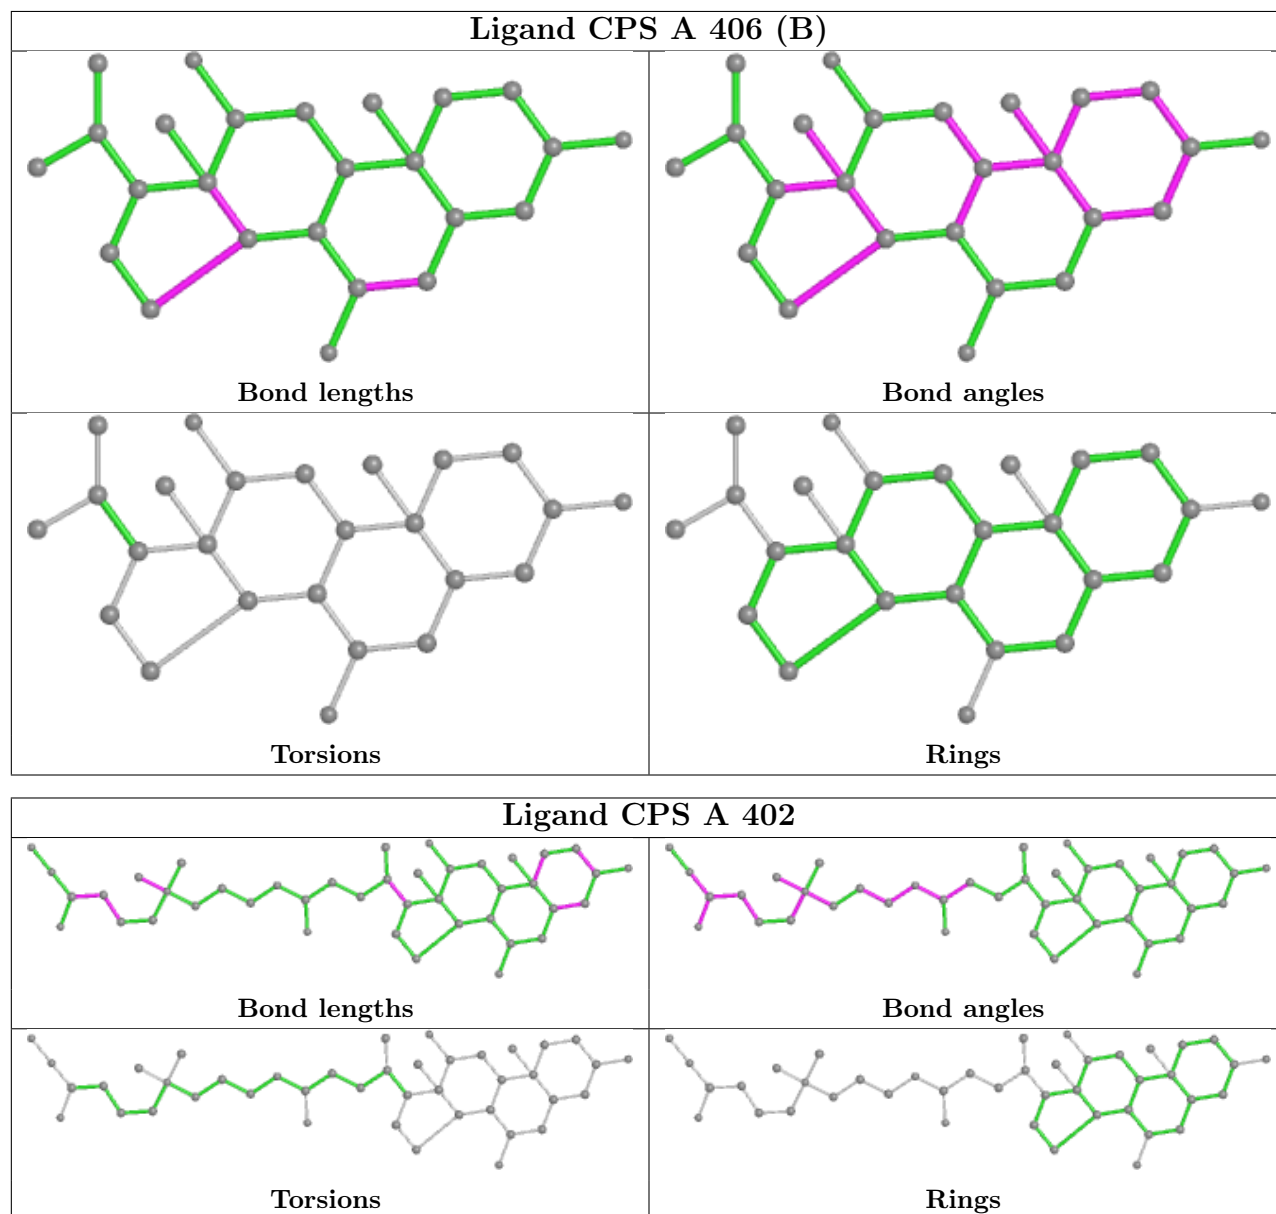 Ligand CPS A 406 (B)
Bond lengths
Bond angles
Torsions
Rings
Ligand CPS A 402
Bond lengths
Bond angles
Torsions
Rings